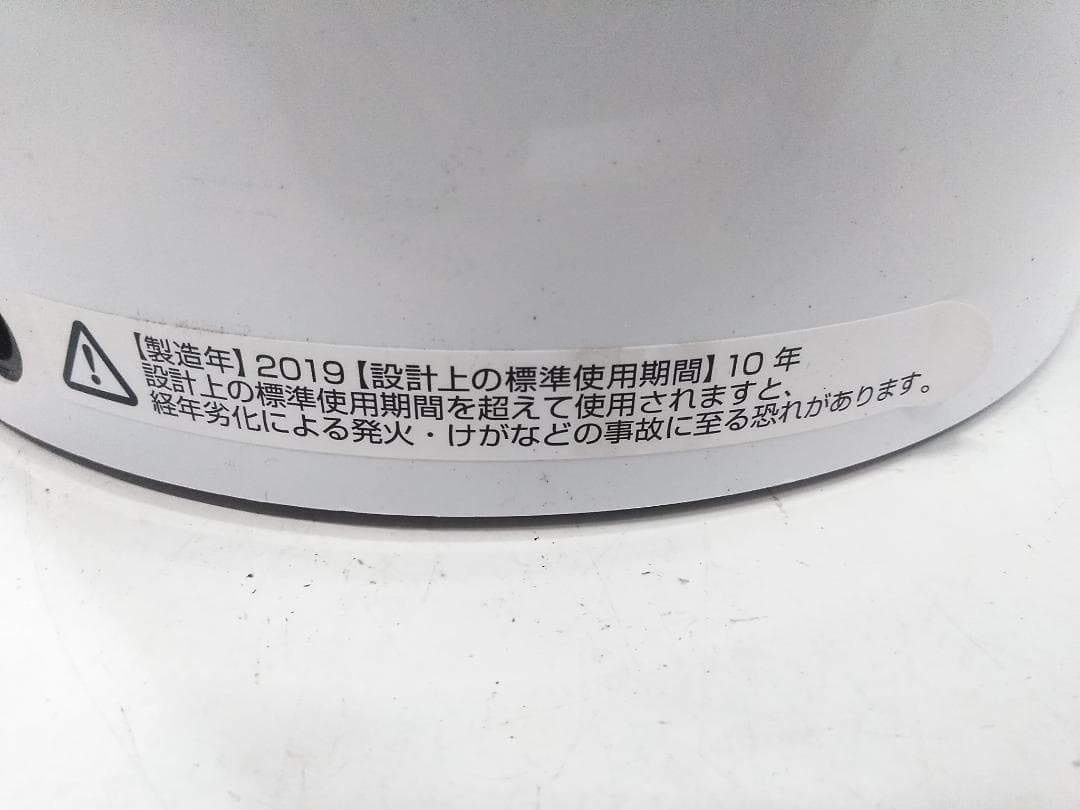 【製造年】2019【設計上の標準使用期間】10 年
設計上の標準使用期間を超えて使用されますと、
経年劣化による発火・けがなどの事故に至る恐れがあります。